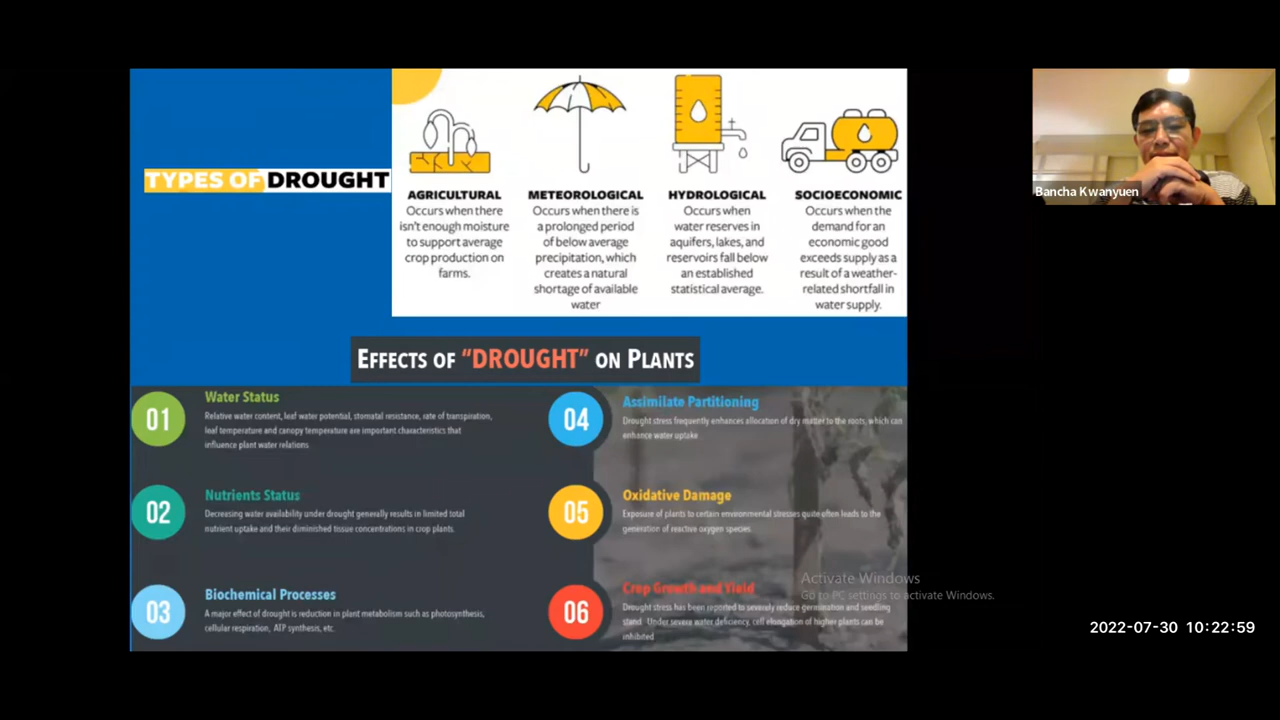 TYPES OF DROUGHT
AGRICULTURAL
Occurs when there
isn't enough moisture
to support average
crop production on
farms.
METEOROLOGICAL
Occurs when there is
a prolonged period
of below average
precipitation, which
creates a natural
shortage of available
water
HYDROLOGICAL
Occurs when
water reserves in
aquifers, lakes, and
reservoirs fall below
an established
statistical average.
SOCIOECONOMIC
Occurs when the
demand for an
economic good
exceeds supply as a
result of a weather-
related shortfall in
water supply.
EFFECTS OF "DROUGHT" ON PLANTS
01
Water Status
Relative water content, leaf water potential, stomatal resistance, rate of transpiration,
leaf temperature and canopy temperature are important characteristics that
influence plant water relations
02
Nutrients Status
Decreasing water availability under drought generally results in limited total
nutrient uptake and their diminished tissue concentrations in crop plants.
03
Biochemical Processes
A major effect of drought is reduction in plant metabolism such as photosynthesis,
cellular respiration, ATP synthesis, etc.
04
Assimilate Partitioning
Drought stress frequently enhances allocation of dry matter to the roots, which can
enhance water uptake
05
Oxidative Damage
Exposure of plants to certain environmental stresses quite often leads to the
generation of reactive oxygen species.
06
Crop Growth and Yield
Drought stress has been reported to severely reduce germination and seedling
stand. Under severe water deficiency, cell elongation of higher plants can be
inhibited
Bancha Kwanyuen
Activate Windows
Go to PC settings to activate Windows.
2022-07-30 10:22:59